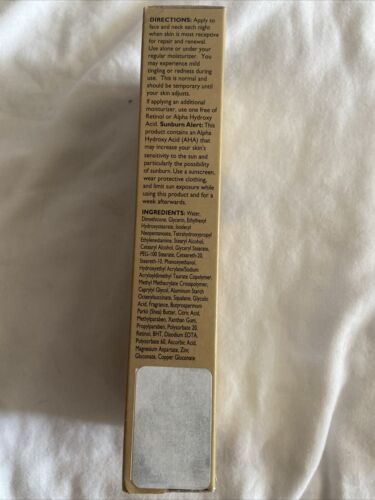 DIRECTIONS: Apply to
face and neck each night
when skin is most receptive
for repair and renewal.
Use alone or under your
regular moisturizer. You
may experience mild
tingling or redness during
use. This is normal and
should be temporary until
your skin adjusts.
If applying an additional
moisturizer, use one free of
Retinol or Alpha Hydroxy
Acid. Sunburn Alert: This
product contains an Alpha
Hydroxy Acid (AHA) that
may increase your skin's
sensitivity to the sun and
particularly the possibility
of sunburn. Use a sunscreen,
wear protective clothing,
and limit sun exposure while
using this product and for a
week afterwards.
INGREDIENTS: Water,
Dimethicone, Glycerin, Ethylhexyl
Hydroxystearate, Isodecyl
Neopentanoate, Tetrahydroxypropyl
Ethylenediamine, Stearyl Alcohol,
Cetearyl Alcohol, Glyceryl Stearate,
PEG-100 Stearate, Ceteareth-20,
Steareth-10, Phenoxyethanol,
Hydroxyethyl Acrylate/Sodium
Acryloyldimethyl Taurate Copolymer,
Methyl Methacrylate Crosspolymer,
Caprylyl Glycol, Aluminum Starch
Octenylsuccinate, Squalane, Glycolic
Acid, Fragrance, Butyrospermum
Parkii (Shea) Butter, Citric Acid,
Methylparaben, Xanthan Gum,
Propylparaben, Polysorbate 20,
Retinol, BHT, Disodium EDTA,
Polysorbate 60, Ascorbic Acid,
Magnesium Aspartate, Zinc
Gluconate, Copper Gluconate